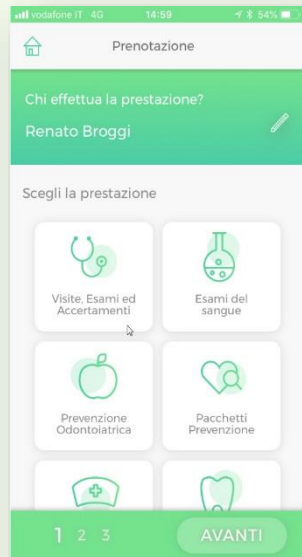 vodafone IT 4G 14:59 54%
Prenotazione
Chi effettua la prestazione?
Renato Broggi
Scegli la prestazione
Visite, Esami ed
Accertamenti
Esami del
sangue
Prevenzione
Odontoiatrica
Pacchetti
Prevenzione
1 2 3 AVANTI